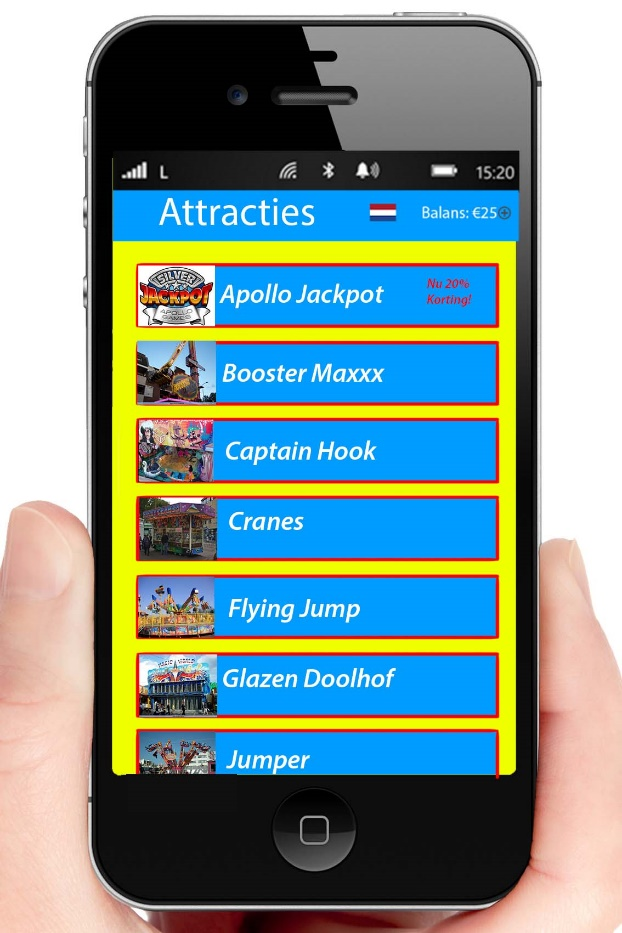 L 15:20
Attracties Balans: €25
SILVER
JACKPOT
APOLLO
GAMES
Apollo Jackpot
Nu 20%
Korting!
Booster Maxxx
Captain Hook
Cranes
Flying Jump
Glazen Doolhof
Jumper